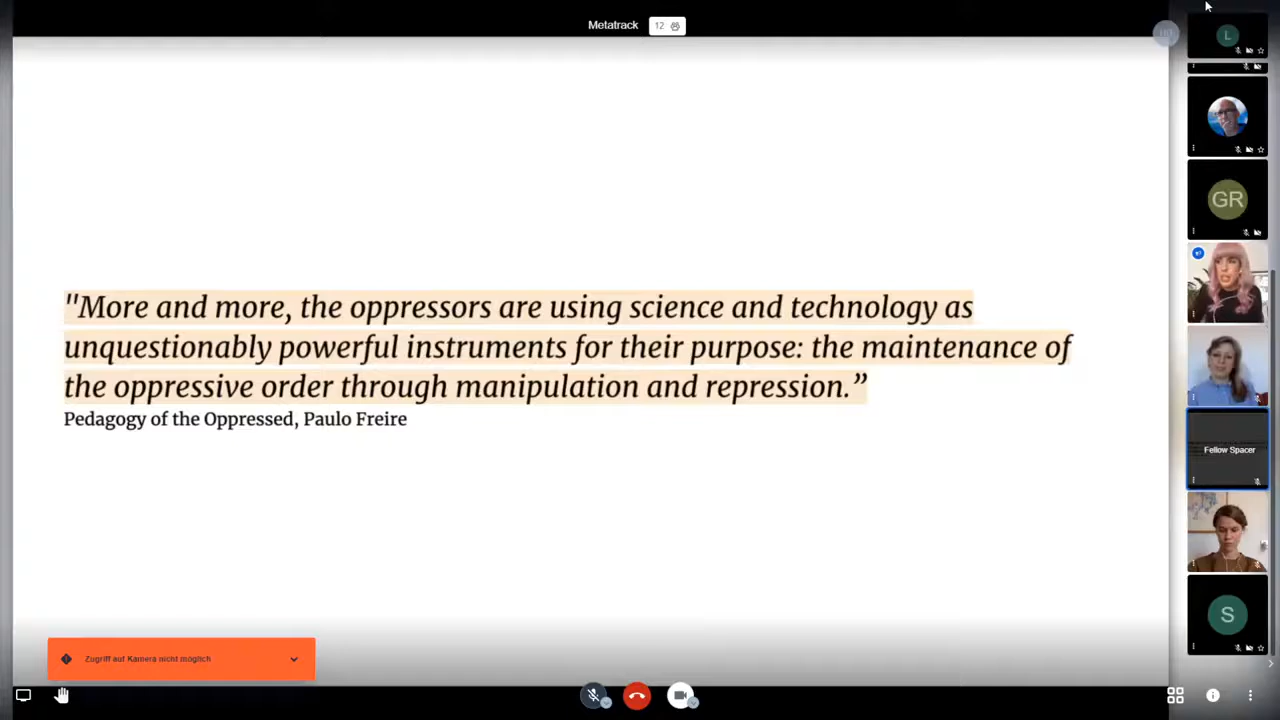 Metatrack
12
L
GR
"More and more, the oppressors are using science and technology as
unquestionably powerful instruments for their purpose: the maintenance of
the oppressive order through manipulation and repression.”
Pedagogy of the Oppressed, Paulo Freire
Fellow Spacer
S
Zugriff auf Kamera nicht möglich